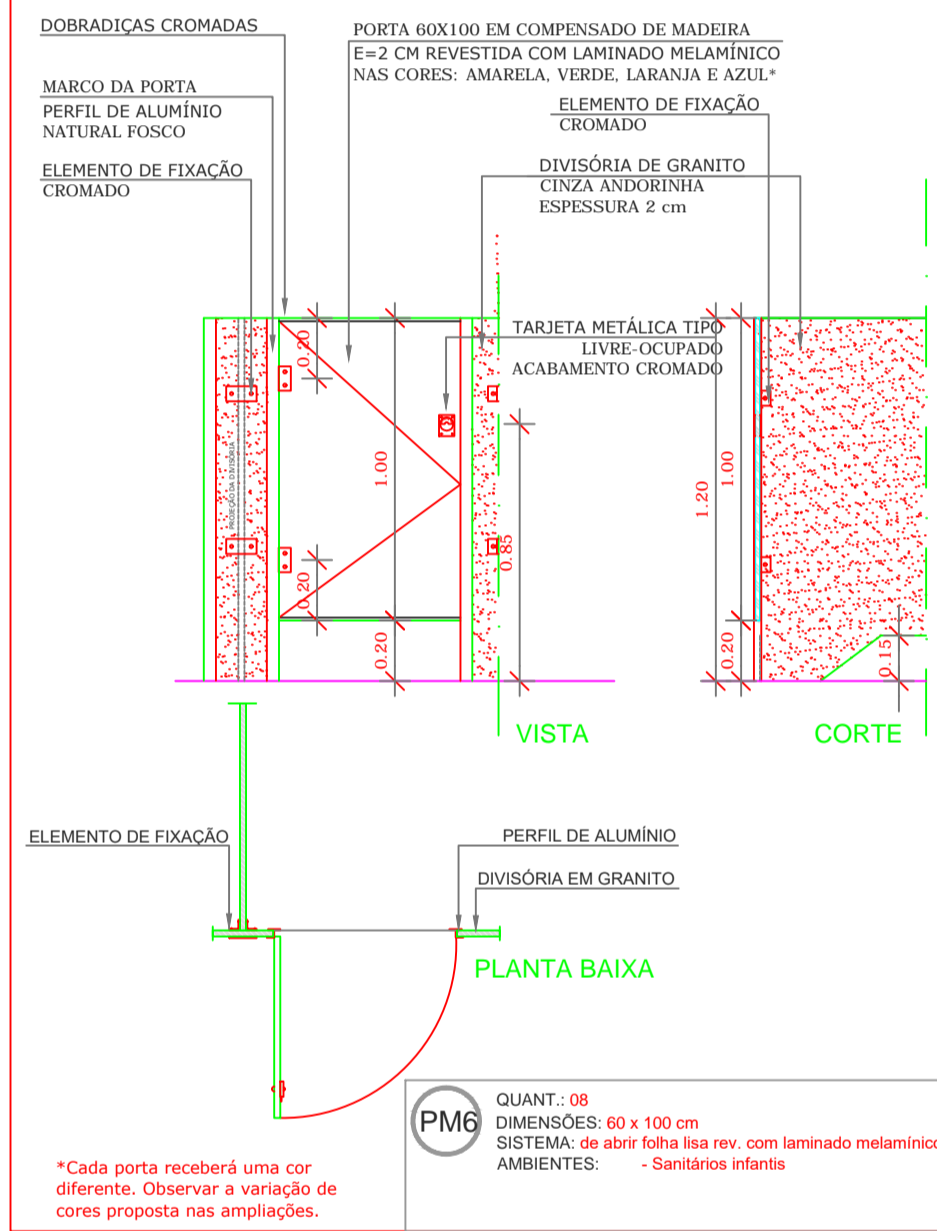 DOBRADIÇAS CROMADAS
PORTA 60X100 EM COMPENSADO DE MADEIRA
E=2 CM REVESTIDA COM LAMINADO MELAMÍNICO
NAS CORES: AMARELA, VERDE, LARANJA E AZUL*
MARCO DA PORTA
PERFIL DE ALUMÍNIO
NATURAL FOSCO
ELEMENTO DE FIXAÇÃO
CROMADO
ELEMENTO DE FIXAÇÃO
CROMADO
DIVISÓRIA DE GRANITO
CINZA ANDORINHA
ESPESSURA 2 cm
TARJETA METÁLICA TIPO
LIVRE-OCUPADO
ACABAMENTO CROMADO
0.20
1.00
PROJEÇÃO DA DIVISÓRIA
0.20
0.20
0.85
1.20
1.00
0.20
0.15
VISTA
CORTE
ELEMENTO DE FIXAÇÃO
PERFIL DE ALUMÍNIO
DIVISÓRIA EM GRANITO
PLANTA BAIXA
PM6
QUANT.: 08
DIMENSÕES: 60 x 100 cm
SISTEMA: de abrir folha lisa rev. com laminado melamínico
AMBIENTES: - Sanitários infantis
*Cada porta receberá uma cor
diferente. Observar a variação de
cores proposta nas ampliações.